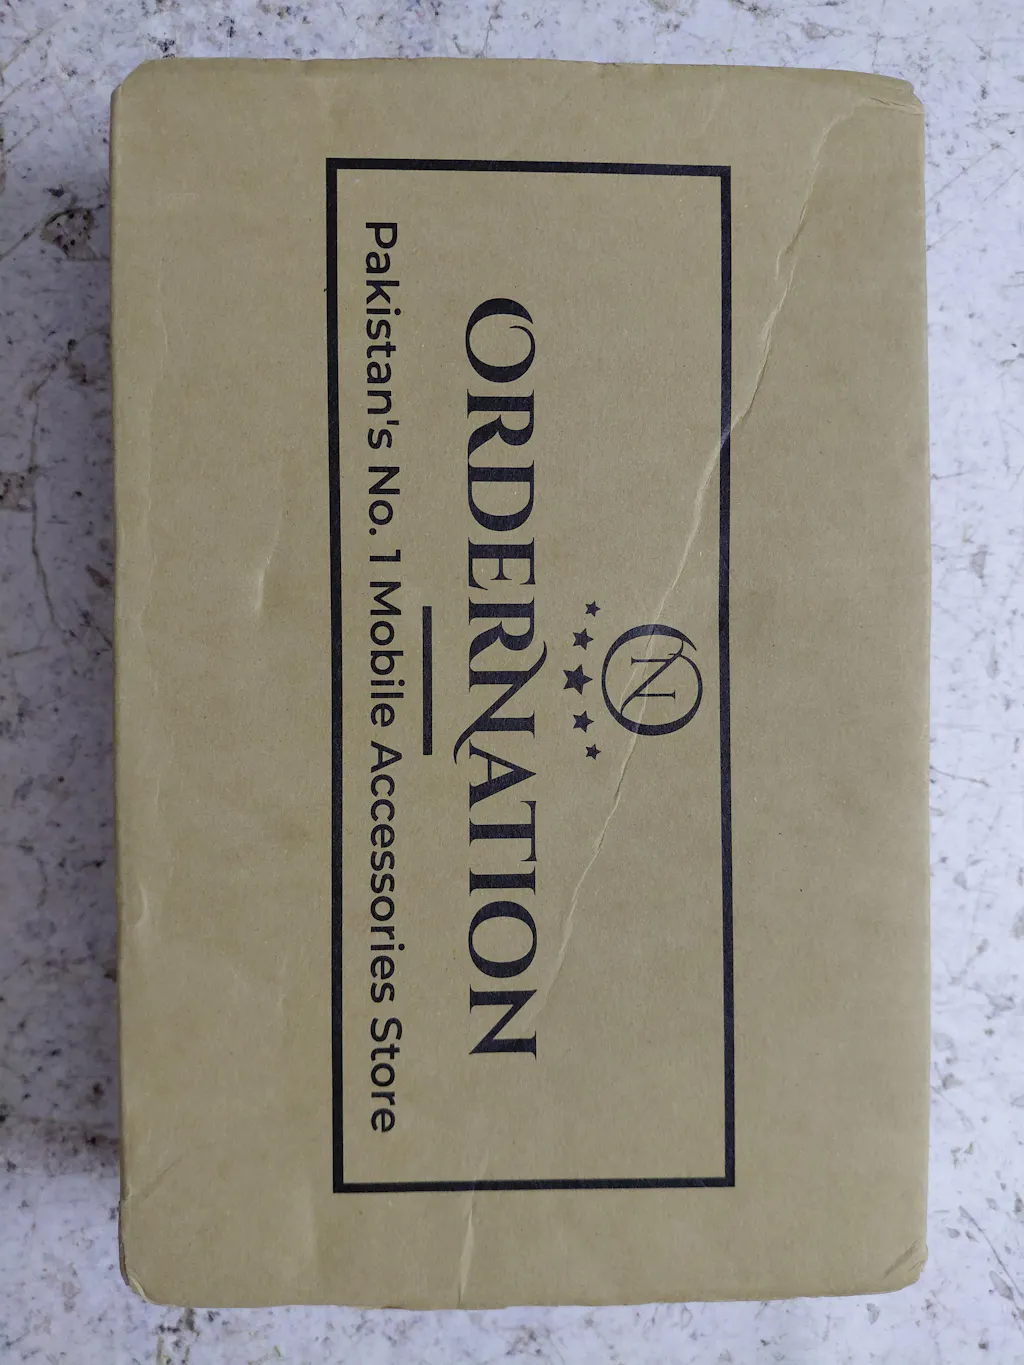 ON
ORDERNATION
Pakistan's No. 1 Mobile Accessories Store